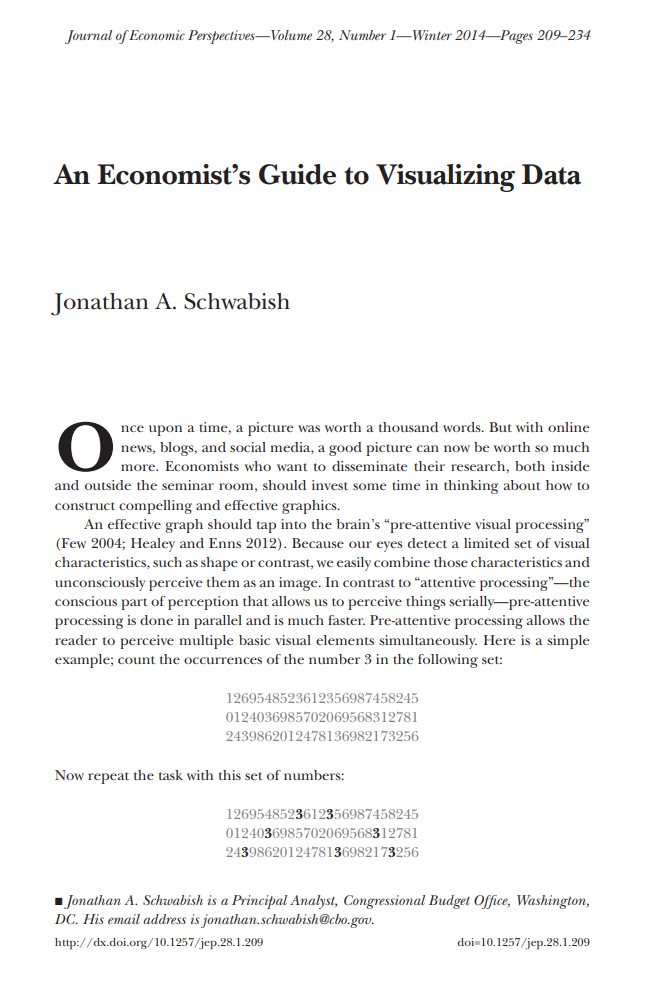 Journal of Economic Perspectives—Volume 28, Number 1—Winter 2014—Pages 209–234
An Economist’s Guide to Visualizing Data
Jonathan A. Schwabish
Once upon a time, a picture was worth a thousand words. But with online
news, blogs, and social media, a good picture can now be worth so much
more. Economists who want to disseminate their research, both inside
and outside the seminar room, should invest some time in thinking about how to
construct compelling and effective graphics.
An effective graph should tap into the brain’s “pre-attentive visual processing”
(Few 2004; Healey and Enns 2012). Because our eyes detect a limited set of visual
characteristics, such as shape or contrast, we easily combine those characteristics and
unconsciously perceive them as an image. In contrast to “attentive processing”—the
conscious part of perception that allows us to perceive things serially—pre-attentive
processing is done in parallel and is much faster. Pre-attentive processing allows the
reader to perceive multiple basic visual elements simultaneously. Here is a simple
example; count the occurrences of the number 3 in the following set:
1269548523612356987458245
0124036985702069568312781
2439862012478136982173256
Now repeat the task with this set of numbers:
1269548523612356987458245
0124036985702069568312781
2439862012478136982173256
■ Jonathan A. Schwabish is a Principal Analyst, Congressional Budget Office, Washington,
DC. His email address is jonathan.schwabish@cbo.gov.
http://dx.doi.org/10.1257/jep.28.1.209 doi=10.1257/jep.28.1.209